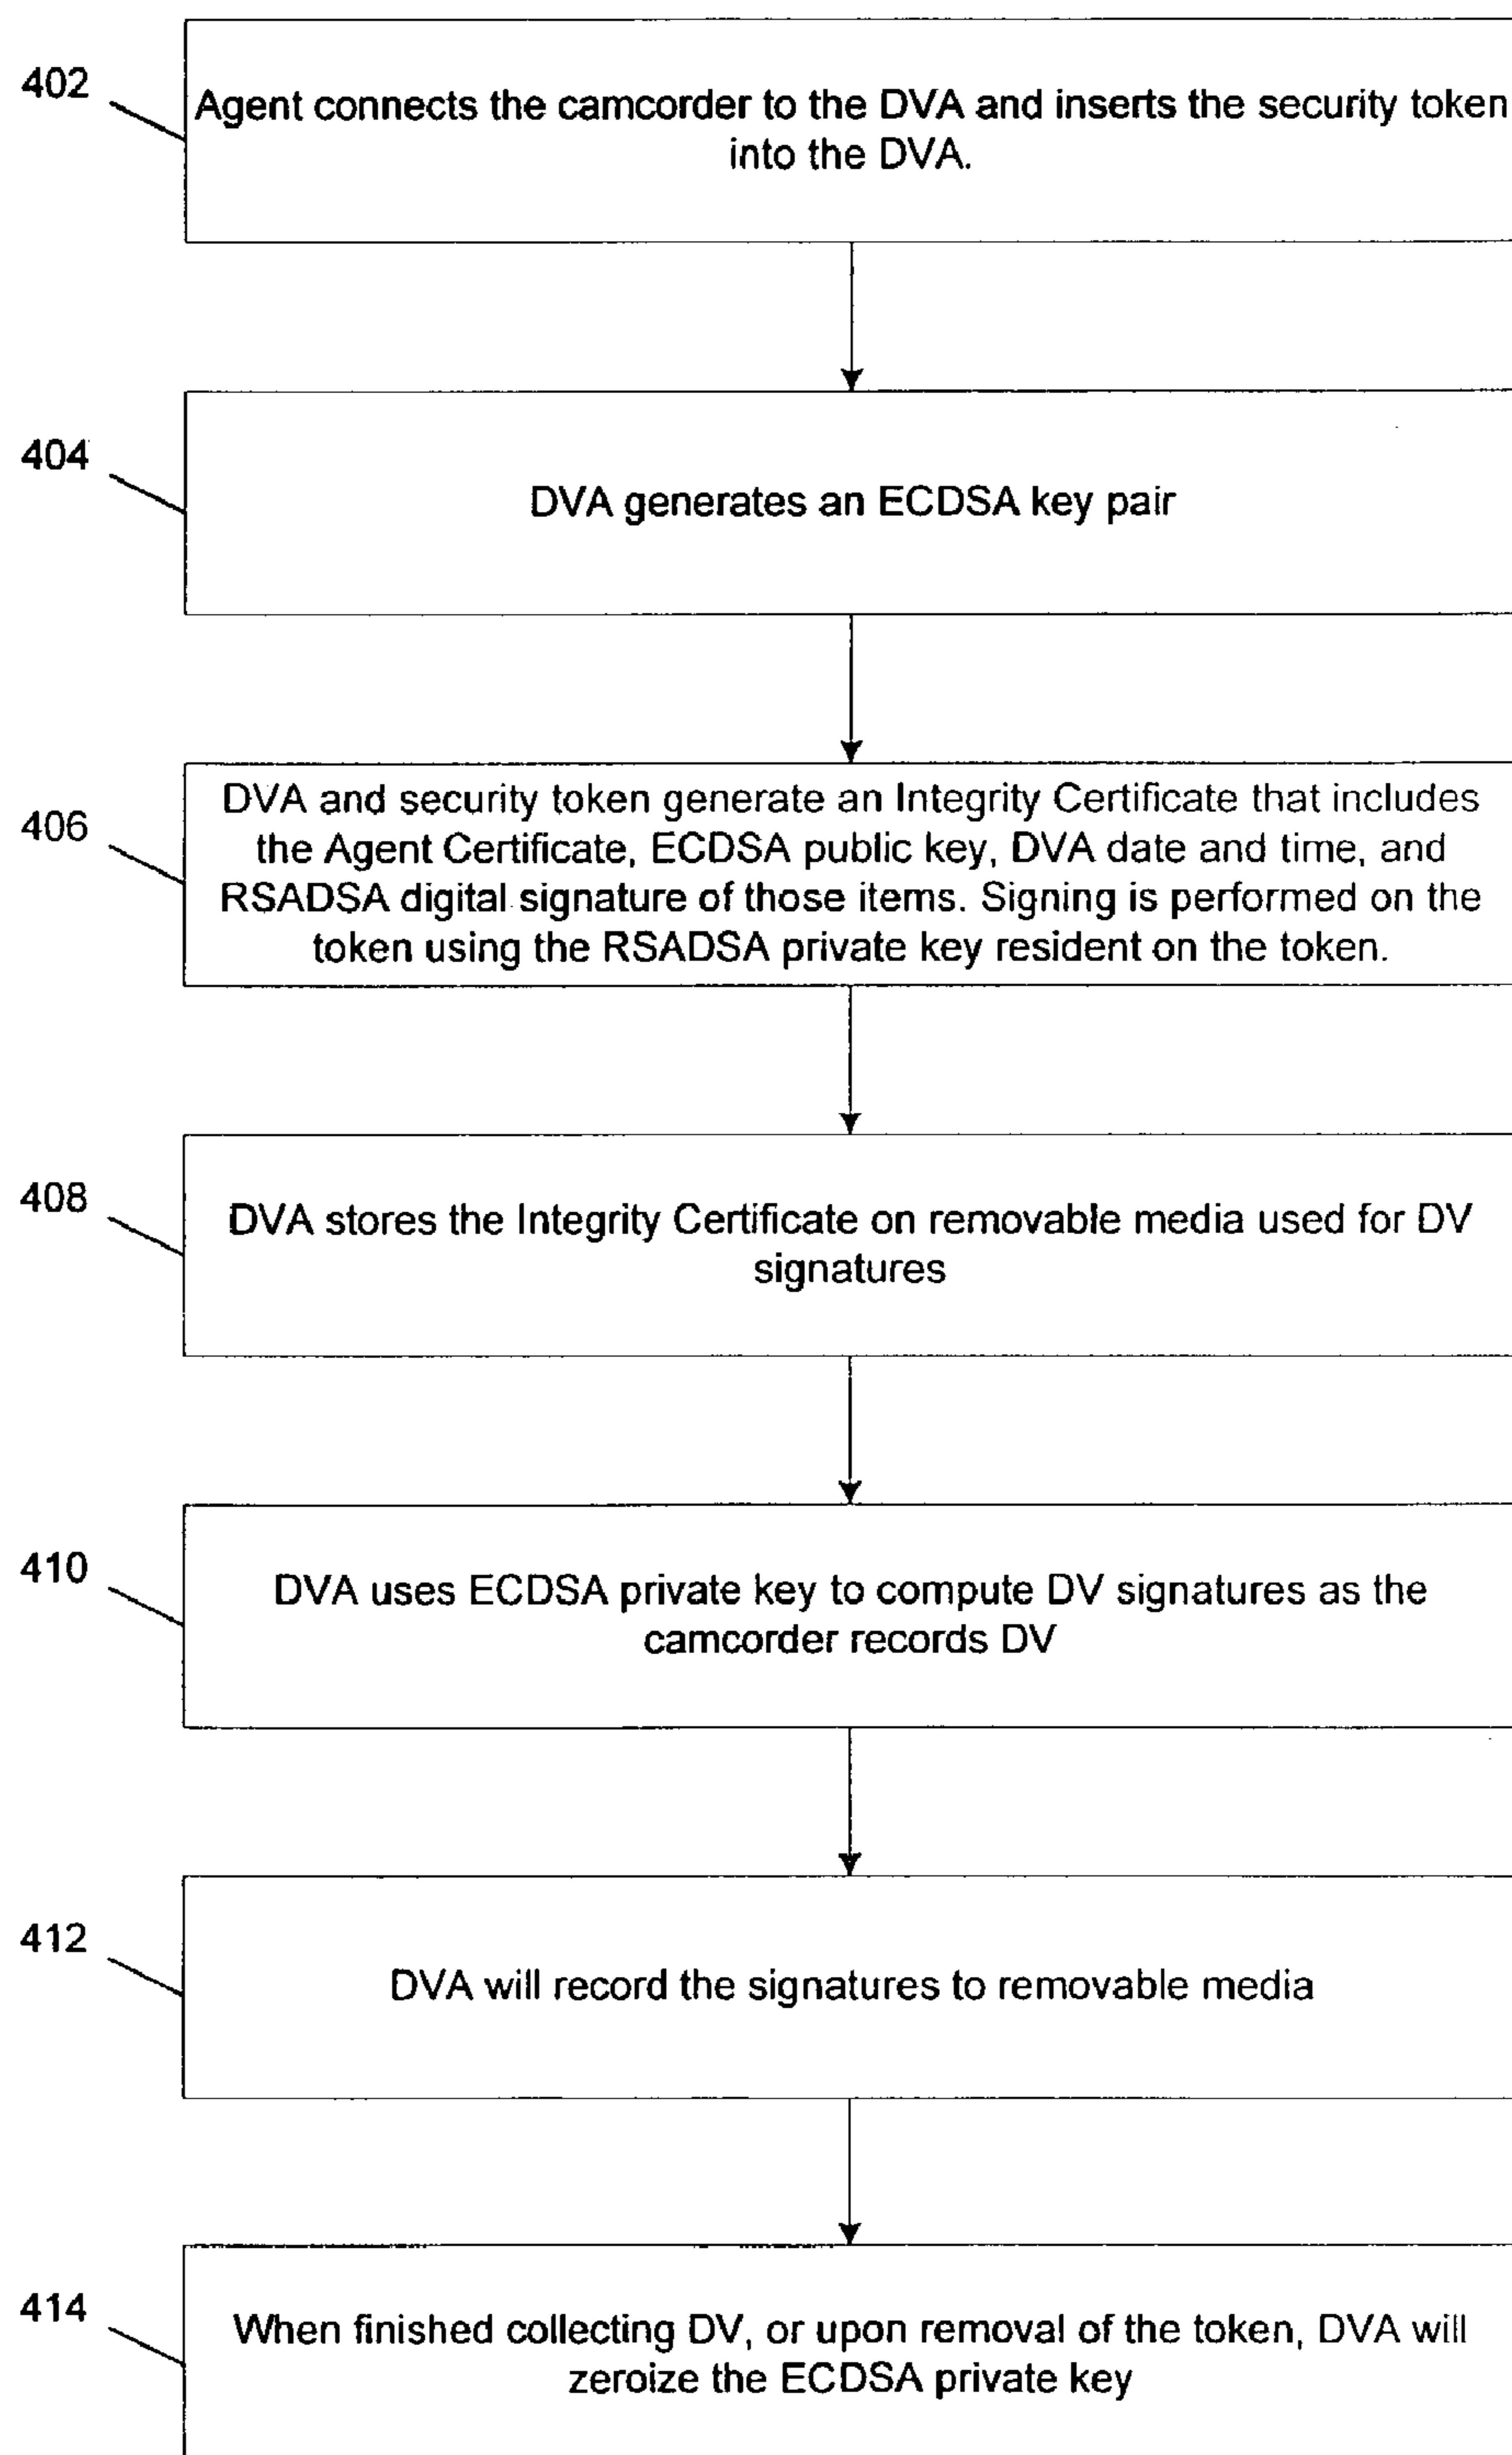 402
Agent connects the camcorder to the DVA and inserts the security token
into the DVA.
404
DVA generates an ECDSA key pair
406
DVA and security token generate an Integrity Certificate that includes
the Agent Certificate, ECDSA public key, DVA date and time, and
RSADSA digital signature of those items. Signing is performed on the
token using the RSADSA private key resident on the token.
408
DVA stores the Integrity Certificate on removable media used for DV
signatures
410
DVA uses ECDSA private key to compute DV signatures as the
camcorder records DV
412
DVA will record the signatures to removable media
414
When finished collecting DV, or upon removal of the token, DVA will
zeroize the ECDSA private key